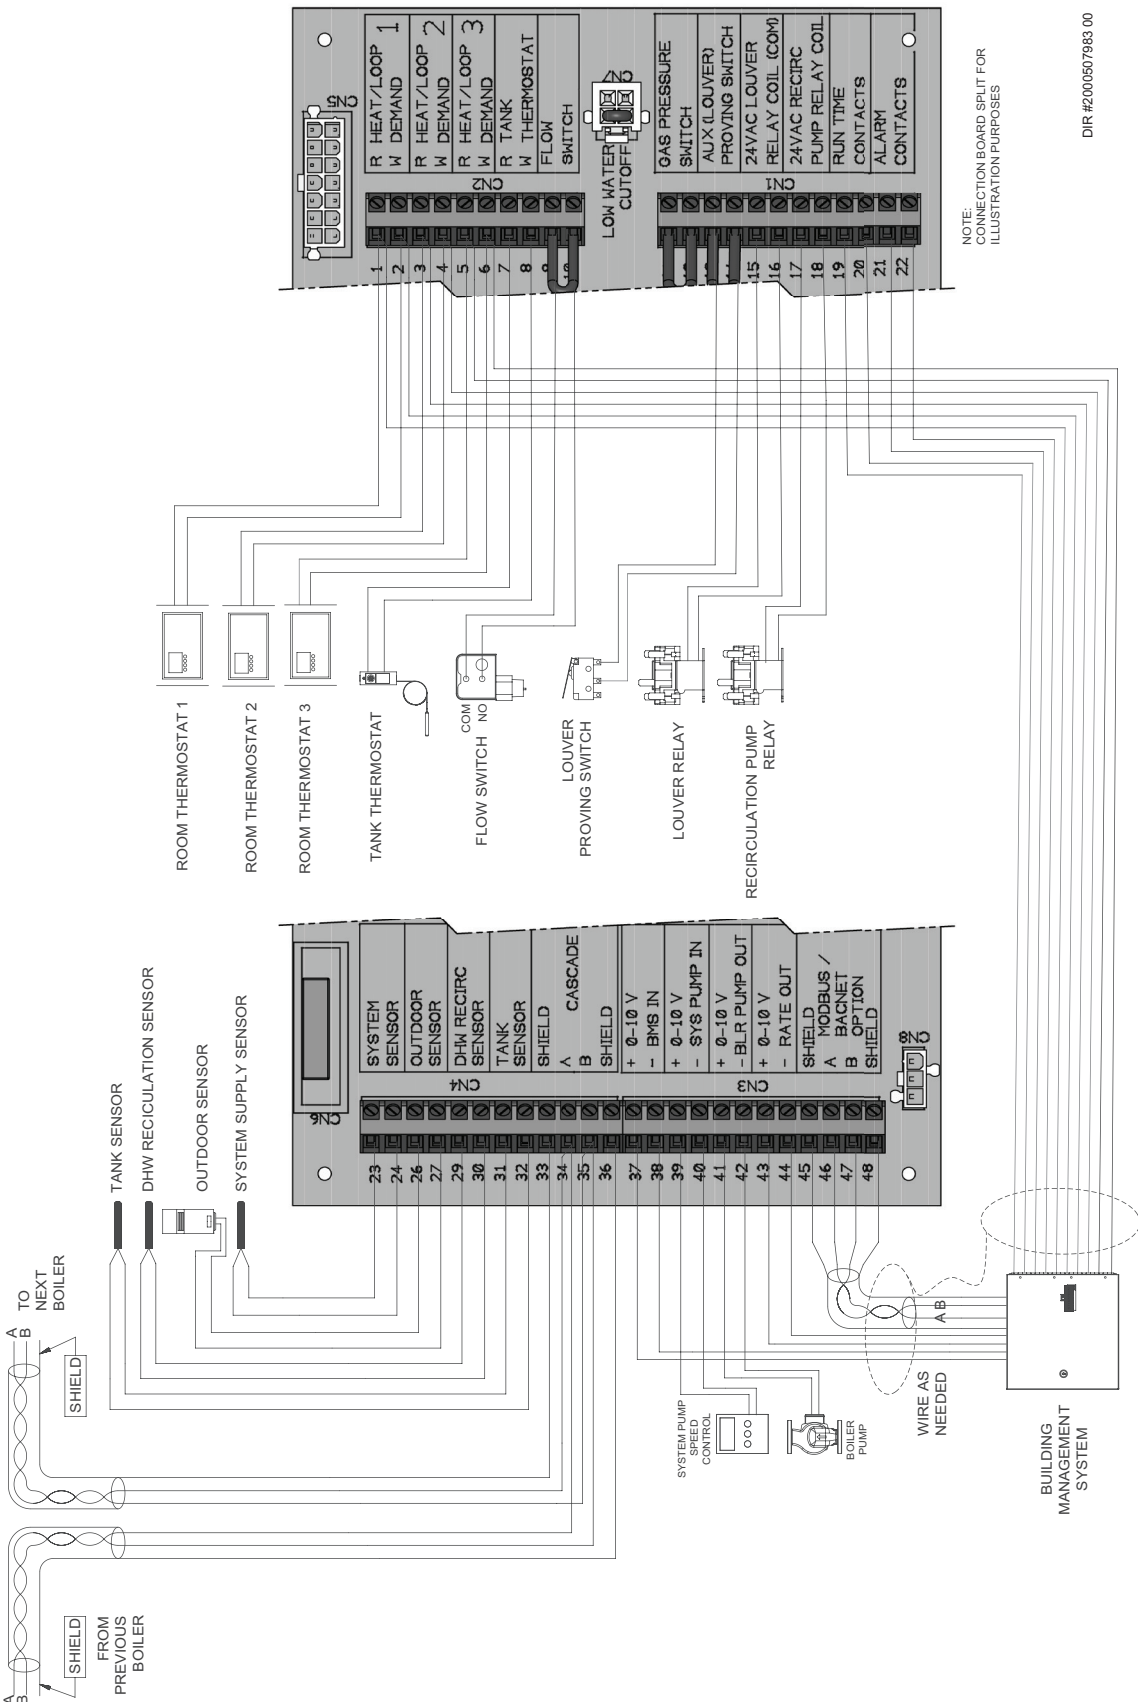 CN5
R HEAT/LOOP 1
W DEMAND
R HEAT/LOOP 2
W DEMAND
R HEAT/LOOP 3
W DEMAND
R TANK
W THERMOSTAT
FLOW
SWITCH
CN2
1
2
3
4
5
6
7
8
LOW WATER
CUTOFF
CN7
GAS PRESSURE
SWITCH
AUX (LOUVER)
PROVING SWITCH
24VAC LOUVER
RELAY COIL (COM)
24VAC RECIRC
PUMP RELAY COIL
RUN TIME
CONTACTS
ALARM
CONTACTS
CN1
15
16
17
18
19
20
21
22
NOTE:
CONNECTION BOARD SPLIT FOR
ILLUSTRATION PURPOSES
DIR #2000507983 00
ROOM THERMOSTAT 1
ROOM THERMOSTAT 2
ROOM THERMOSTAT 3
TANK THERMOSTAT
COM
NO
FLOW SWITCH
LOUVER
PROVING SWITCH
LOUVER RELAY
RECIRCULATION PUMP
RELAY
CN6
SYSTEM
SENSOR
OUTDOOR
SENSOR
DHW RECIRC
SENSOR
TANK
SENSOR
SHIELD
A
CASCADE
B
SHIELD
CN4
+ 0-10 V
- BMS IN
+ 0-10 V
- SYS PUMP IN
+ 0-10 V
- BLR PUMP OUT
+ 0-10 V
- RATE OUT
SHIELD
MODBUS /
A
BACNET
B
OPTION
SHIELD
CN3
CN8
23
24
26
27
29
30
31
32
33
34
35
36
37
38
39
40
41
42
43
44
45
46
47
48
TANK SENSOR
DHW RECICULATION SENSOR
OUTDOOR SENSOR
SYSTEM SUPPLY SENSOR
TO
NEXT
BOILER
A
B
SHIELD
A
B
SHIELD
FROM
PREVIOUS
BOILER
SYSTEM PUMP
SPEED
CONTROL
BOILER
PUMP
WIRE AS
NEEDED
A B
BUILDING
MANAGEMENT
SYSTEM